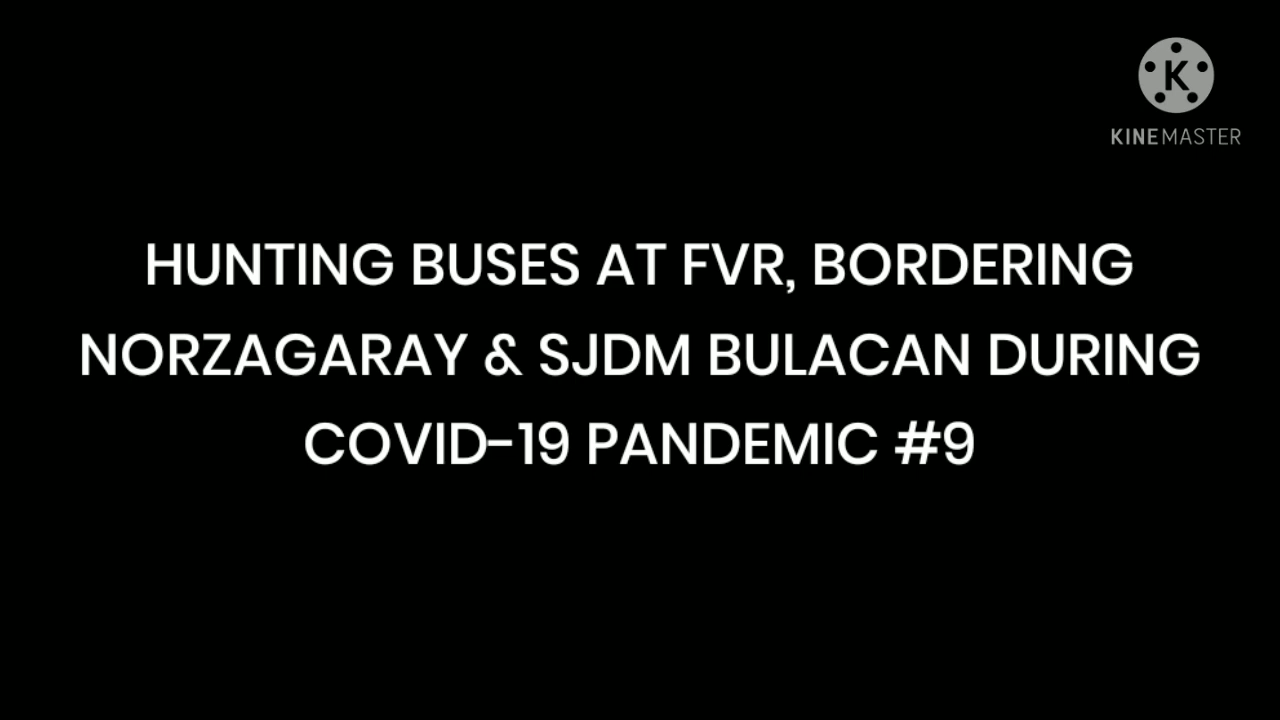 K
KINEMASTER
HUNTING BUSES AT FVR, BORDERING
NORZAGARAY & SJDM BULACAN DURING
COVID-19 PANDEMIC #9